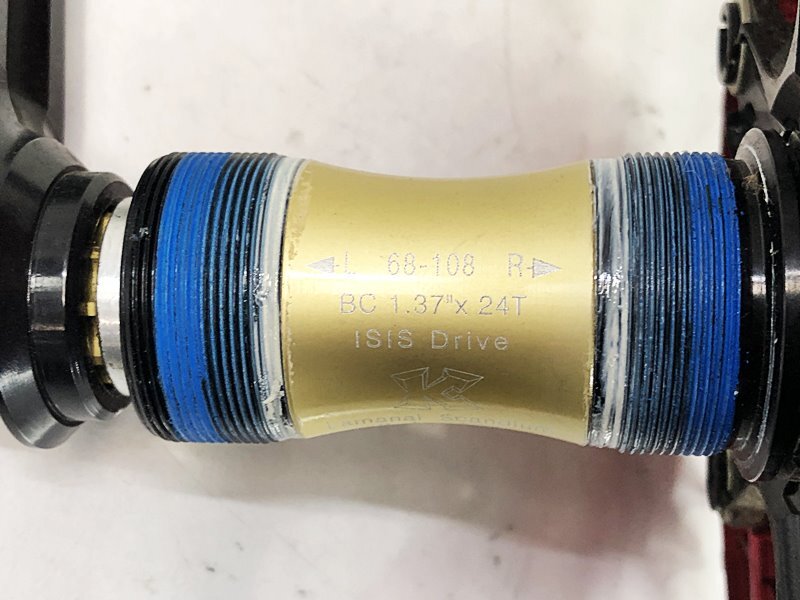 ◄L 68-108 R►
BC 1.37"x 24T
ISIS Drive